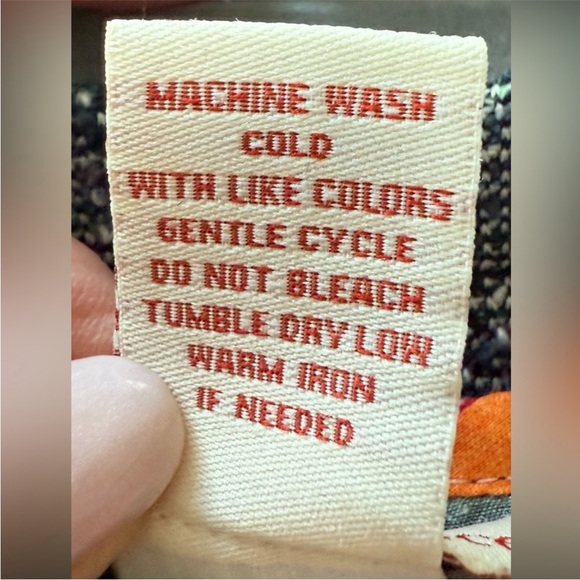 MACHINE WASH
COLD
WITH LIKE COLORS
GENTLE CYCLE
DO NOT BLEACH
TUMBLE DRY LOW
WARM IRON
IF NEEDED